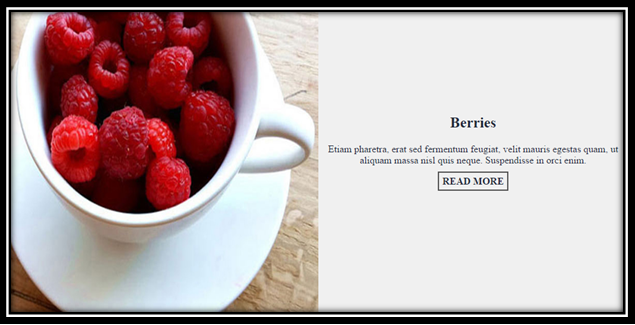 Berries
Etiam pharetra, erat sed fermentum feugiat, velit mauris egestas quam, ut
aliquam massa nisl quis neque. Suspendisse in orci enim.
READ MORE